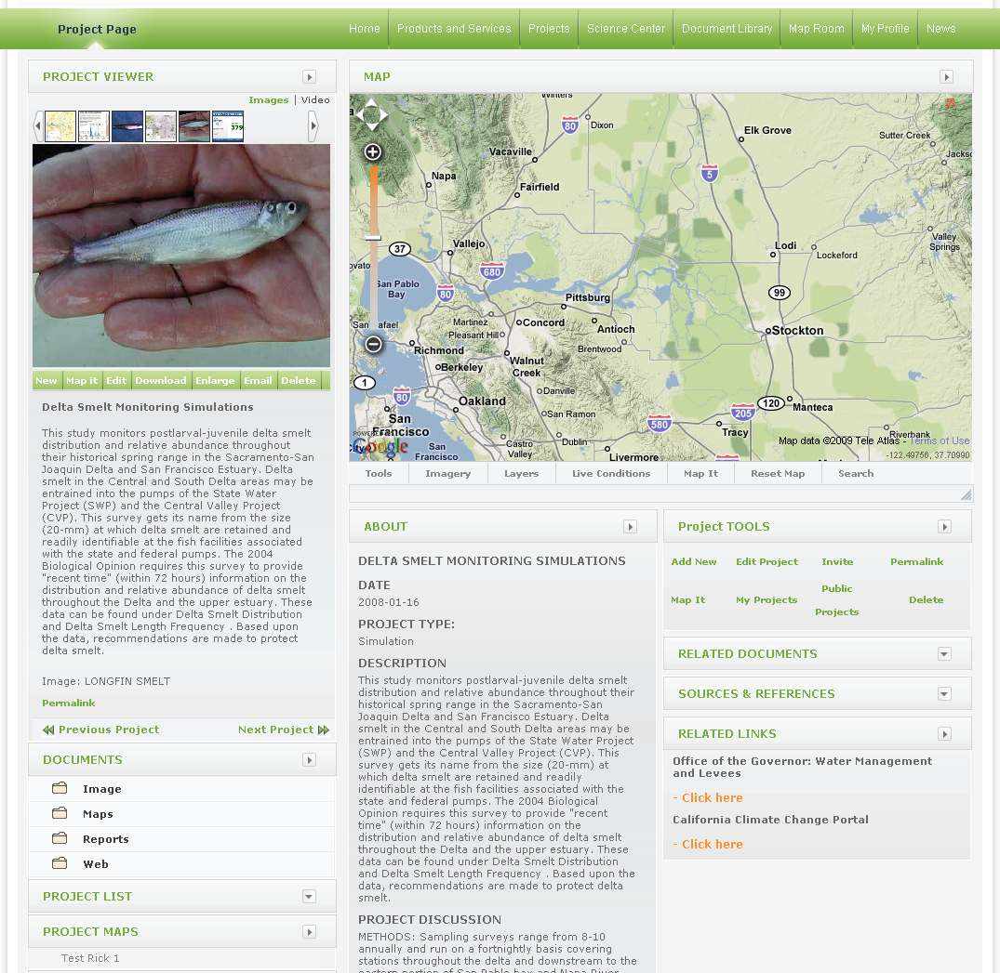 Project Page
Home
Products and Services
Projects
Science Center
Document Library
Map Room
My Profile
News
PROJECT VIEWER
Images | Video
379
New
Map it
Edit
Download
Enlarge
Email
Delete
Delta Smelt Monitoring Simulations
This study monitors postlarval-juvenile delta smelt
distribution and relative abundance throughout
their historical spring range in the Sacramento-San
Joaquin Delta and San Francisco Estuary. Delta
smelt in the Central and South Delta areas may be
entrained into the pumps of the State Water
Project (SWP) and the Central Valley Project
(CVP). This survey gets its name from the size
(20-mm) at which delta smelt are retained and
readily identifiable at the fish facilities associated
with the state and federal pumps. The 2004
Biological Opinion requires this survey to provide
"recent time" (within 72 hours) information on the
distribution and relative abundance of delta smelt
throughout the Delta and the upper estuary. These
data can be found under Delta Smelt Distribution
and Delta Smelt Length Frequency . Based upon
the data, recommendations are made to protect
delta smelt.
Image: LONGFIN SMELT
Permalink
Previous Project
Next Project
DOCUMENTS
Image
Maps
Reports
Web
PROJECT LIST
PROJECT MAPS
Test Rick 1
MAP
Winters
80
Dixon
Elk Grove
Sutter Creek
Vacaville
5
Napa
Fairfield
Valley
Springs
Lodi
Lockeford
37
Vallejo
680
San Pablo
Bay
80
99
Pittsburg
Martinez
Concord
Pleasant Hill
Antioch
Stockton
Brentwood
Richmond
Walnut
Creek
Berkeley
1
80
Danville
Oakland
120
Manteca
San
Francisco
San Ramon
205
580
Tracy
Riverbank
Castro
Valley
Dublin
Livermore
San
Francisco
POWERED BY
Google
Map data ©2009 Tele Atlas - Terms of Use
-122.49756, 37.70990
Tools
Imagery
Layers
Live Conditions
Map It
Reset Map
Search
ABOUT
DELTA SMELT MONITORING SIMULATIONS
DATE
2008-01-16
PROJECT TYPE:
Simulation
DESCRIPTION
This study monitors postlarval-juvenile delta smelt
distribution and relative abundance throughout their
historical spring range in the Sacramento-San
Joaquin Delta and San Francisco Estuary. Delta
smelt in the Central and South Delta areas may be
entrained into the pumps of the State Water Project
(SWP) and the Central Valley Project (CVP). This
survey gets its name from the size (20-mm) at
which delta smelt are retained and readily
identifiable at the fish facilities associated with the
state and federal pumps. The 2004 Biological
Opinion requires this survey to provide "recent
time" (within 72 hours) information on the
distribution and relative abundance of delta smelt
throughout the Delta and the upper estuary. These
data can be found under Delta Smelt Distribution
and Delta Smelt Length Frequency . Based upon the
data, recommendations are made to protect delta
smelt.
PROJECT DISCUSSION
METHODS: Sampling surveys range from 8-10
annually and run on a fortnightly basis covering
stations throughout the delta and downstream to the
eastern portion of San Pablo bay and Napa River
Project TOOLS
Add New
Edit Project
Invite
Permalink
Map It
My Projects
Public
Projects
Delete
RELATED DOCUMENTS
SOURCES & REFERENCES
RELATED LINKS
Office of the Governor: Water Management
and Levees
- Click here
California Climate Change Portal
- Click here